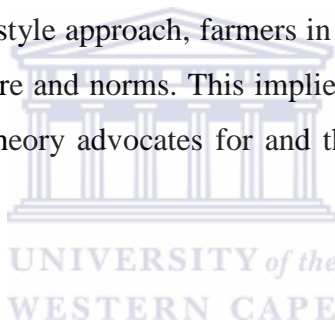 style approach, farmers in
re and norms. This implie
heory advocates for and th
UNIVERSITY of the
WESTERN CAPE